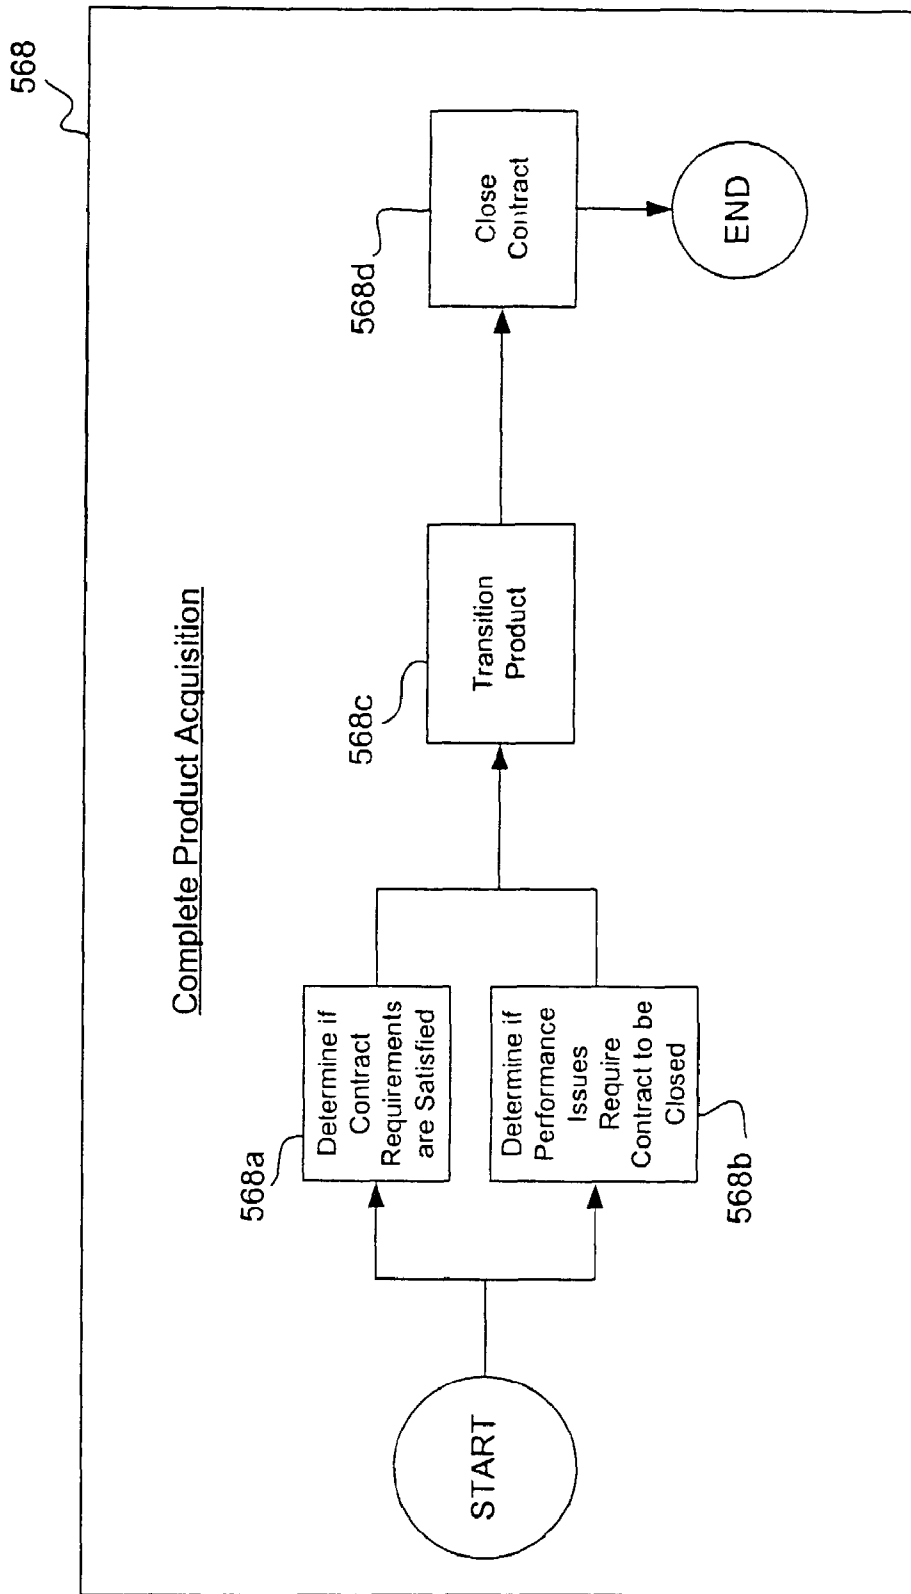 568
Complete Product Acquisition
START
568a
Determine if
Contract
Requirements
are Satisfied
Determine if
Performance
Issues
Require
Contract to be
Closed
568b
568c
Transition
Product
568d
Close
Contract
END